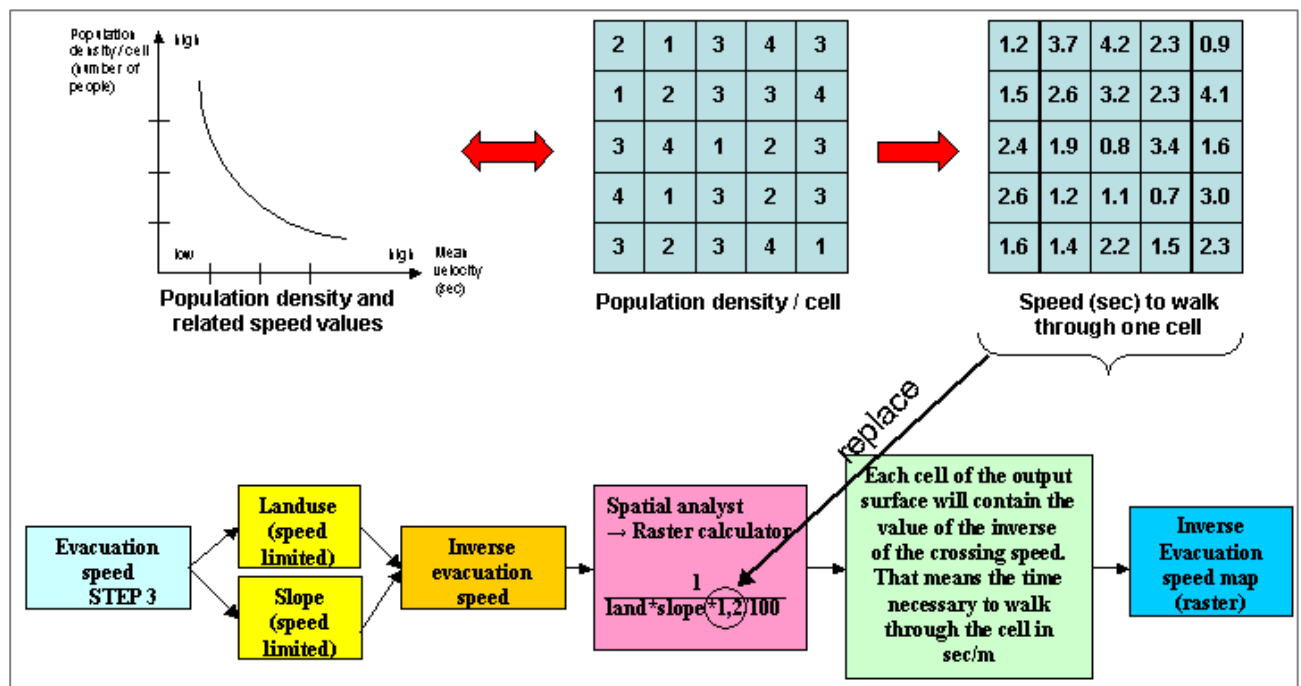 Population
density / cell
(number of
people)
high
low
high
Mean
velocity
(sec)
Population density and
related speed values
2 1 3 4 3
1 2 3 3 4
3 4 1 2 3
4 1 3 2 3
3 2 3 4 1
Population density / cell
1.2 3.7 4.2 2.3 0.9
1.5 2.6 3.2 2.3 4.1
2.4 1.9 0.8 3.4 1.6
2.6 1.2 1.1 0.7 3.0
1.6 1.4 2.2 1.5 2.3
Speed (sec) to walk
through one cell
replace
Evacuation
speed
STEP 3
Landuse
(speed
limited)
Slope
(speed
limited)
Inverse
evacuation
speed
Spatial analyst
→ Raster calculator
1
land*slope*1,2/100
Each cell of the output
surface will contain the
value of the inverse
of the crossing speed.
That means the time
necessary to walk
through the cell in
sec/m
Inverse
Evacuation
speed map
(raster)